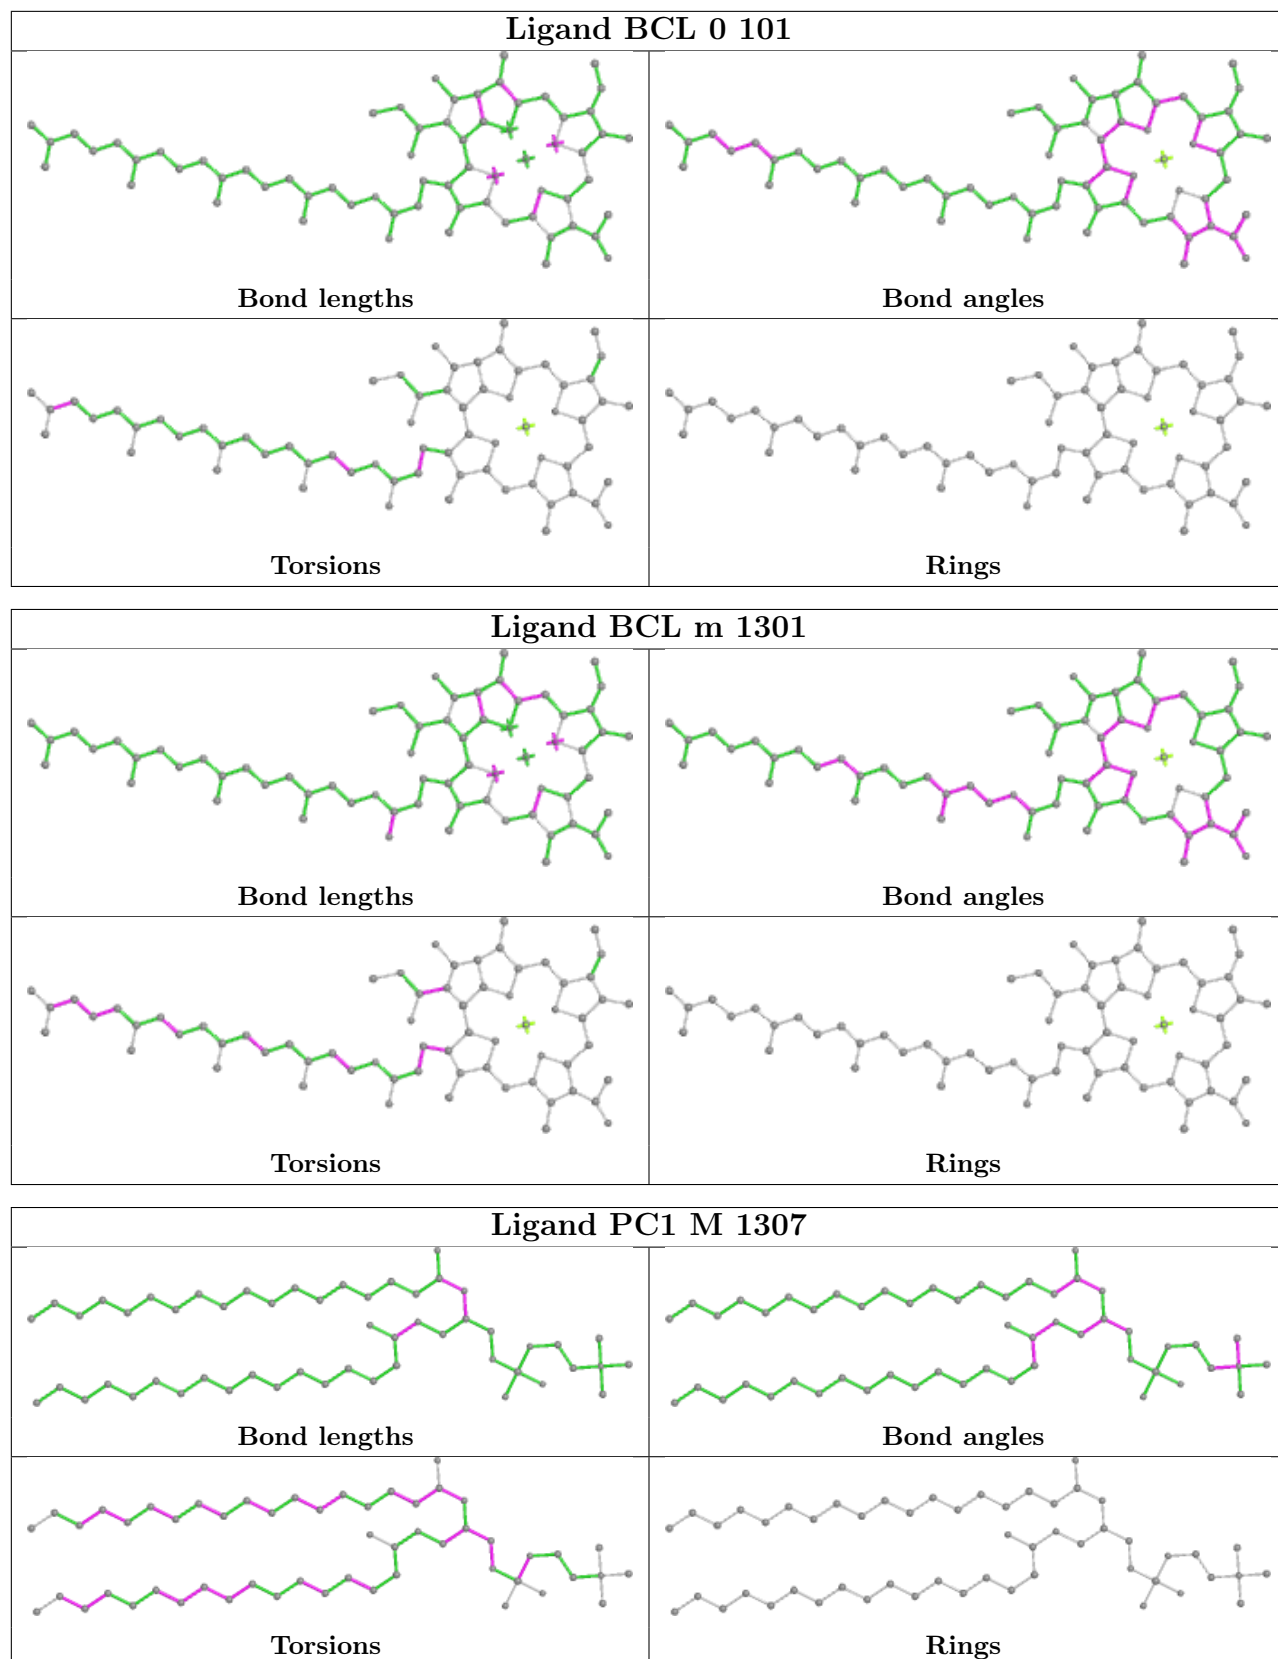 Ligand BCL 0 101
Bond lengths
Bond angles
Torsions
Rings
Ligand BCL m 1301
Bond lengths
Bond angles
Torsions
Rings
Ligand PC1 M 1307
Bond lengths
Bond angles
Torsions
Rings